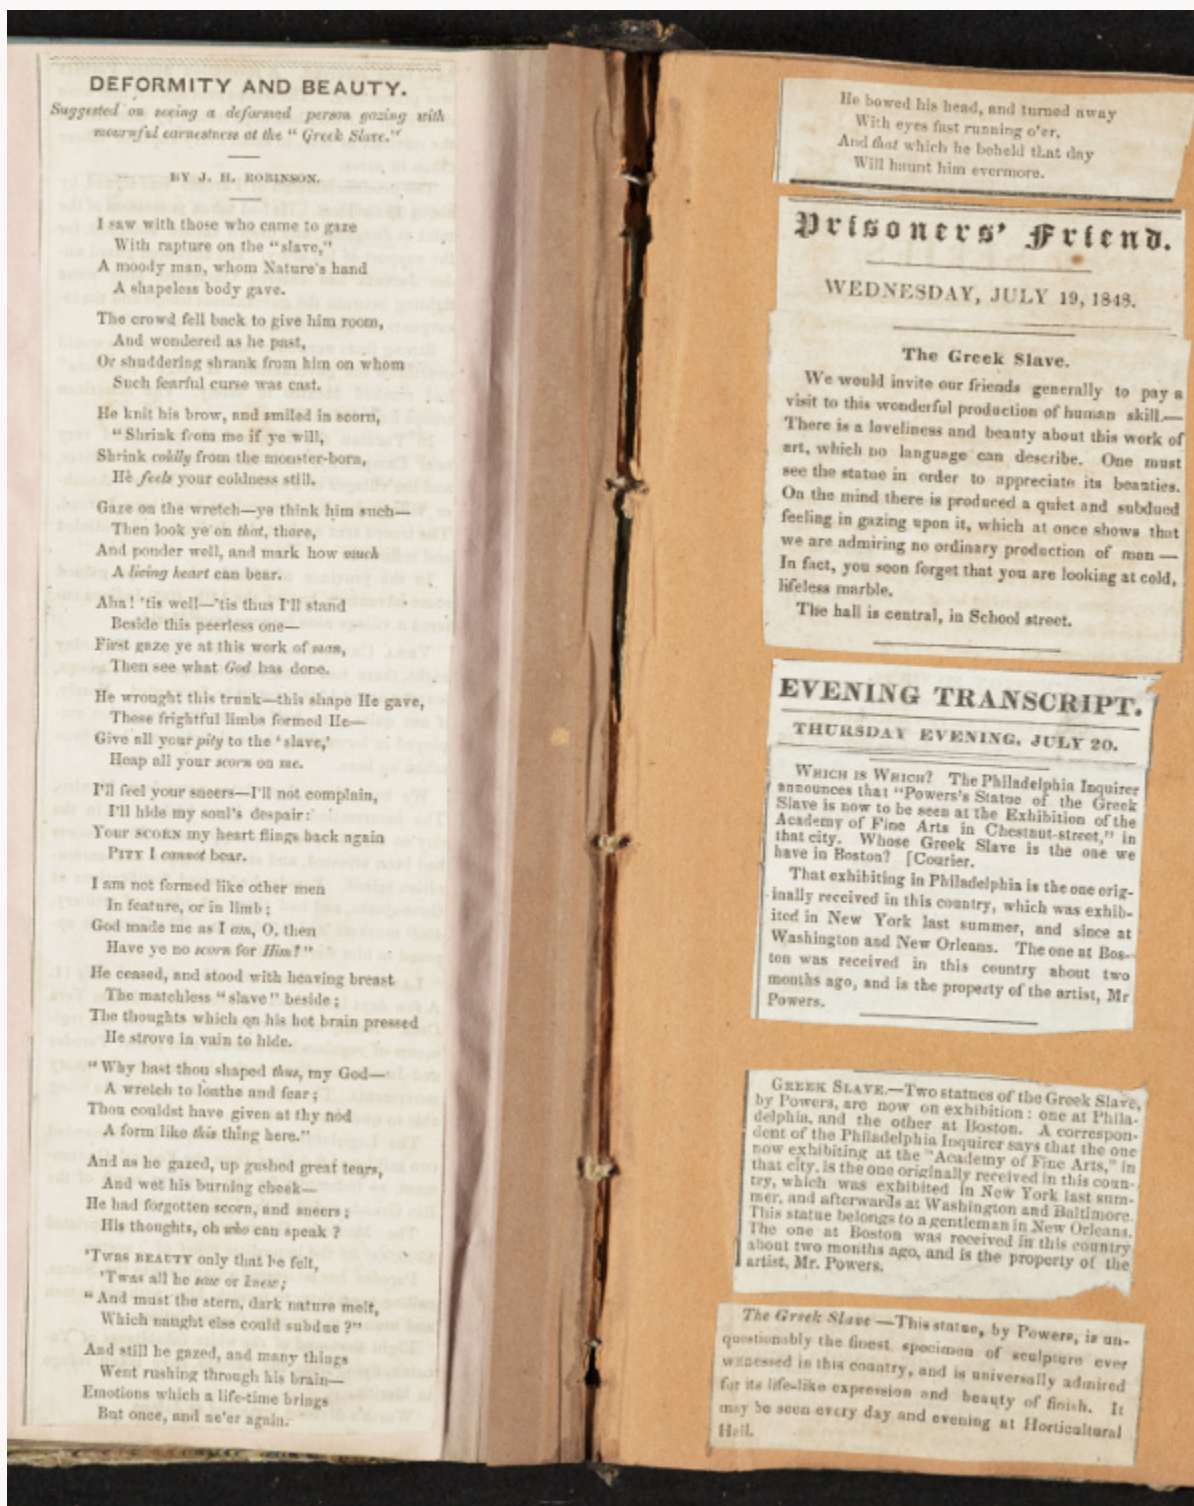 DEFORMITY AND BEAUTY.
Suggested on seeing a deformed person gazing with
mournful earnestness at the "Greek Slave."
BY J. H. ROBINSON.
I saw with those who came to gaze
With rapture on the "slave,"
A moody man, whom Nature's hand
A shapeless body gave.
The crowd fell back to give him room,
And wondered as he past,
Or shuddering shrank from him on whom
Such fearful curse was cast.
He knit his brow, and smiled in scorn,
"Shrink from me if ye will,
Shrink coldly from the monster-born,
He feels your coldness still.
Gaze on the wretch—ye think him such—
Then look ye on that, there,
And ponder well, and mark how much
A living heart can bear.
Aha! 'tis well—'tis thus I'll stand
Beside this peerless one—
First gaze ye at this work of man,
Then see what God has done.
He wrought this trunk—this shape He gave,
These frightful limbs formed He—
Give all your pity to the 'slave,'
Heap all your scorn on me.
I'll feel your sneers—I'll not complain,
I'll hide my soul's despair:
Your SCORN my heart flings back again
PITY I cannot bear.
I am not formed like other men
In feature, or in limb;
God made me as I am, O, then
Have ye no scorn for Him?"
He ceased, and stood with heaving breast
The matchless "slave" beside;
The thoughts which on his hot brain pressed
He strove in vain to hide.
"Why hast thou shaped thus, my God—
A wretch to loathe and fear;
Thou couldst have given at thy nod
A form like this thing here."
And as he gazed, up gushed great tears,
And wet his burning cheek—
He had forgotten scorn, and sneers;
His thoughts, oh who can speak?
'Twas BEAUTY only that he felt,
'Twas all he saw or knew;
"And must the stern, dark nature melt,
Which naught else could subdue?"
And still he gazed, and many things
Went rushing through his brain—
Emotions which a life-time brings
But once, and ne'er again.
He bowed his head, and turned away
With eyes fast running o'er,
And that which he beheld that day
Will haunt him evermore.
Prisoners' Friend.
WEDNESDAY, JULY 19, 1848.
The Greek Slave.
We would invite our friends generally to pay a
visit to this wonderful production of human skill.—
There is a loveliness and beauty about this work of
art, which no language can describe. One must
see the statue in order to appreciate its beauties.
On the mind there is produced a quiet and subdued
feeling in gazing upon it, which at once shows that
we are admiring no ordinary production of man—
In fact, you soon forget that you are looking at cold,
lifeless marble.
The hall is central, in School street.
EVENING TRANSCRIPT.
THURSDAY EVENING, JULY 20.
WHICH IS WHICH? The Philadelphia Inquirer
announces that "Powers's Statue of the Greek
Slave is now to be seen at the Exhibition of the
Academy of Fine Arts in Chestnut-street," in
that city. Whose Greek Slave is the one we
have in Boston? [Courier.
That exhibiting in Philadelphia is the one orig-
inally received in this country, which was exhib-
ited in New York last summer, and since at
Washington and New Orleans. The one at Bos-
ton was received in this country about two
months ago, and is the property of the artist, Mr
Powers.
GREEK SLAVE.—Two statues of the Greek Slave,
by Powers, are now on exhibition: one at Phila-
delphia, and the other at Boston. A correspon-
dent of the Philadelphia Inquirer says that the one
now exhibiting at the "Academy of Fine Arts," in
that city, is the one originally received in this coun-
try, which was exhibited in New York last sum-
mer, and afterwards at Washington and Baltimore.
This statue belongs to a gentleman in New Orleans.
The one at Boston was received in this country
about two months ago, and is the property of the
artist, Mr. Powers.
The Greek Slave—This statue, by Powers, is un-
questionably the finest specimen of sculpture ever
witnessed in this country, and is universally admired
for its life-like expression and beauty of finish. It
may be seen every day and evening at Horticultural
Hall.